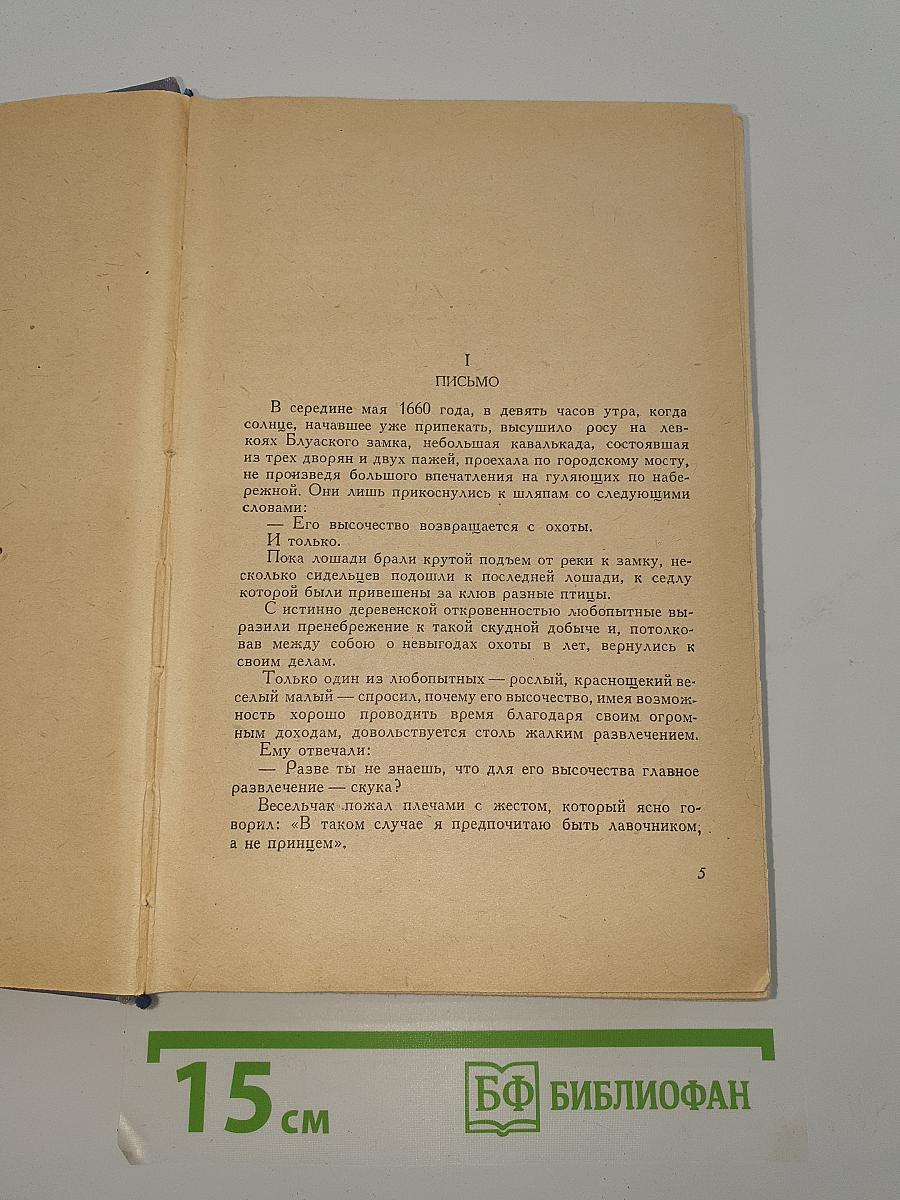 I
ПИСЬМО
В середине мая 1660 года, в девять часов утра, когда
солнце, начавшее уже припекать, высушило росу на лев-
коях Блуаского замка, небольшая кавалькада, состоявшая
из трех дворян и двух пажей, проехала по городскому мосту,
не произведя большого впечатления на гуляющих по набе-
режной. Они лишь прикоснулись к шляпам со следующими
словами:
— Его высочество возвращается с охоты.
И только.
Пока лошади брали крутой подъем от реки к замку, не-
сколько сидельцев подошли к последней лошади, к седлу
которой были привешены за клюв разные птицы.
С истинно деревенской откровенностью любопытные вы-
разили пренебрежение к такой скудной добыче и, потолко-
вав между собою о невыгодах охоты в лет, вернулись к
своим делам.
Только один из любопытных — рослый, краснощекий ве-
селый малый — спросил, почему его высочество, имея возмож-
ность хорошо проводить время благодаря своим огром-
ным доходам, довольствуется столь жалким развлечением.
Ему отвечали:
— Разве ты не знаешь, что для его высочества главное
развлечение — скука?
Весельчак пожал плечами с жестом, который ясно го-
ворил: «В таком случае я предпочитаю быть лавочником,
а не принцем».
5
15 см
БФ БИБЛИОФАН